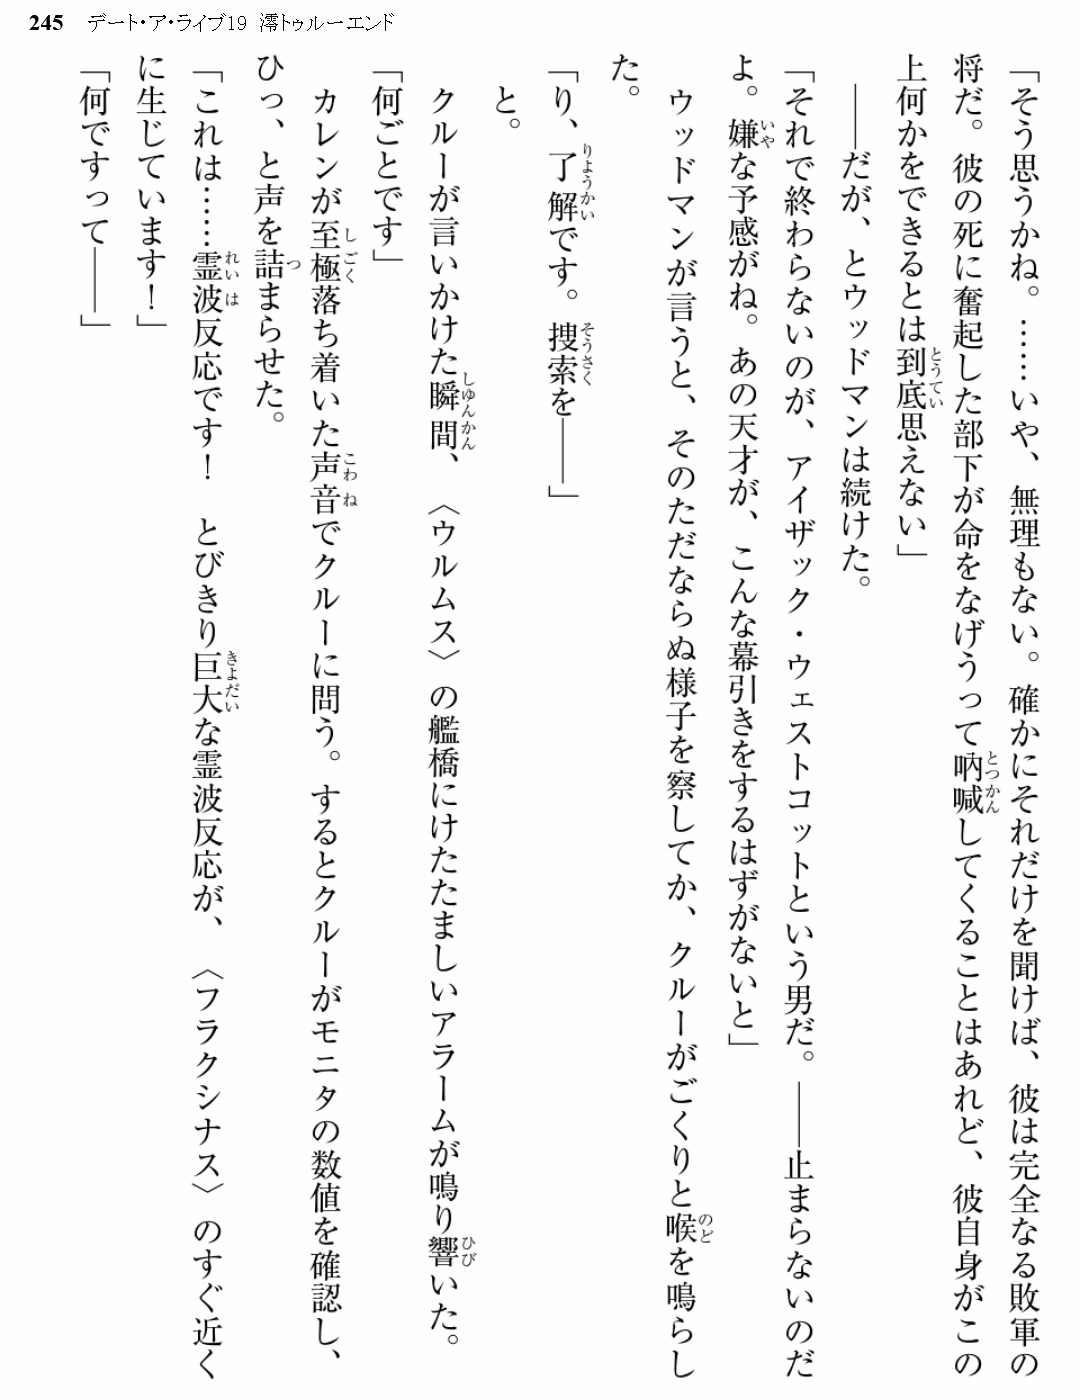 245 デート・ア・ライブ19 澪トゥルーエンド
「そう思うかね。……いや、無理もない。確かにそれだけを聞けば、彼は完全なる敗軍の
将だ。彼の死に奮起した部下が命をなげうって吶喊してくることはあれど、彼自身がこの
上何かをできるとは到底思えない」
――だが、とウッドマンは続けた。
「それで終わらないのが、アイザック・ウェストコットという男だ。――止まらないのだ
よ。嫌な予感がね。あの天才が、こんな幕引きをするはずがないと」
ウッドマンが言うと、そのただならぬ様子を察してか、クルーがごくりと喉を鳴らし
た。
「り、了解です。捜索を――」
と。
クルーが言いかけた瞬間、〈ウルムス〉の艦橋にけたたましいアラームが鳴り響いた。
「何ごとです」
カレンが至極落ち着いた声音でクルーに問う。するとクルーがモニタの数値を確認し、
ひっ、と声を詰まらせた。
「これは……霊波反応です！　とびきり巨大な霊波反応が、〈フラクシナス〉のすぐ近く
に生じています！」
「何ですって――」